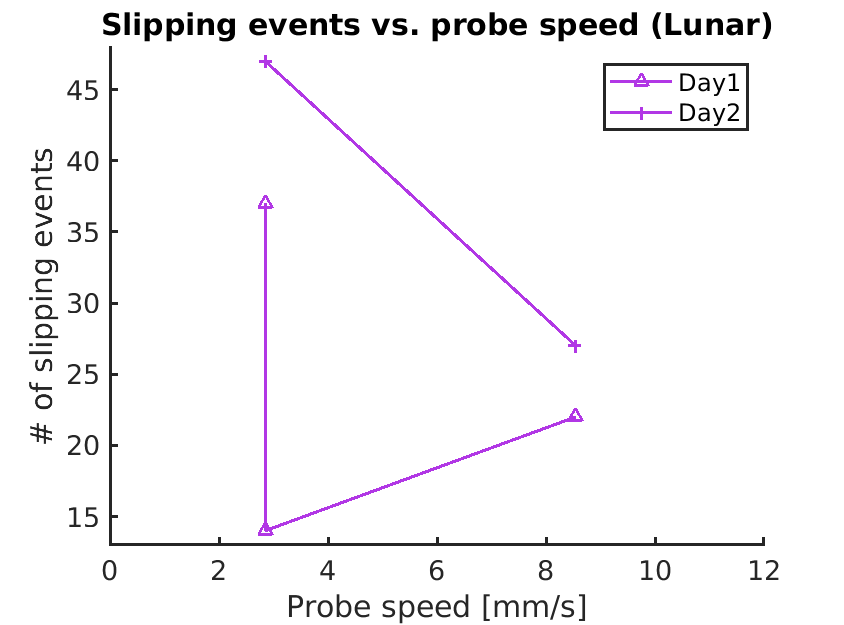 Slipping events vs. probe speed (Lunar)
Day1
Day2
# of slipping events
45
40
35
30
25
20
15
0 2 4 6 8 10 12
Probe speed [mm/s]